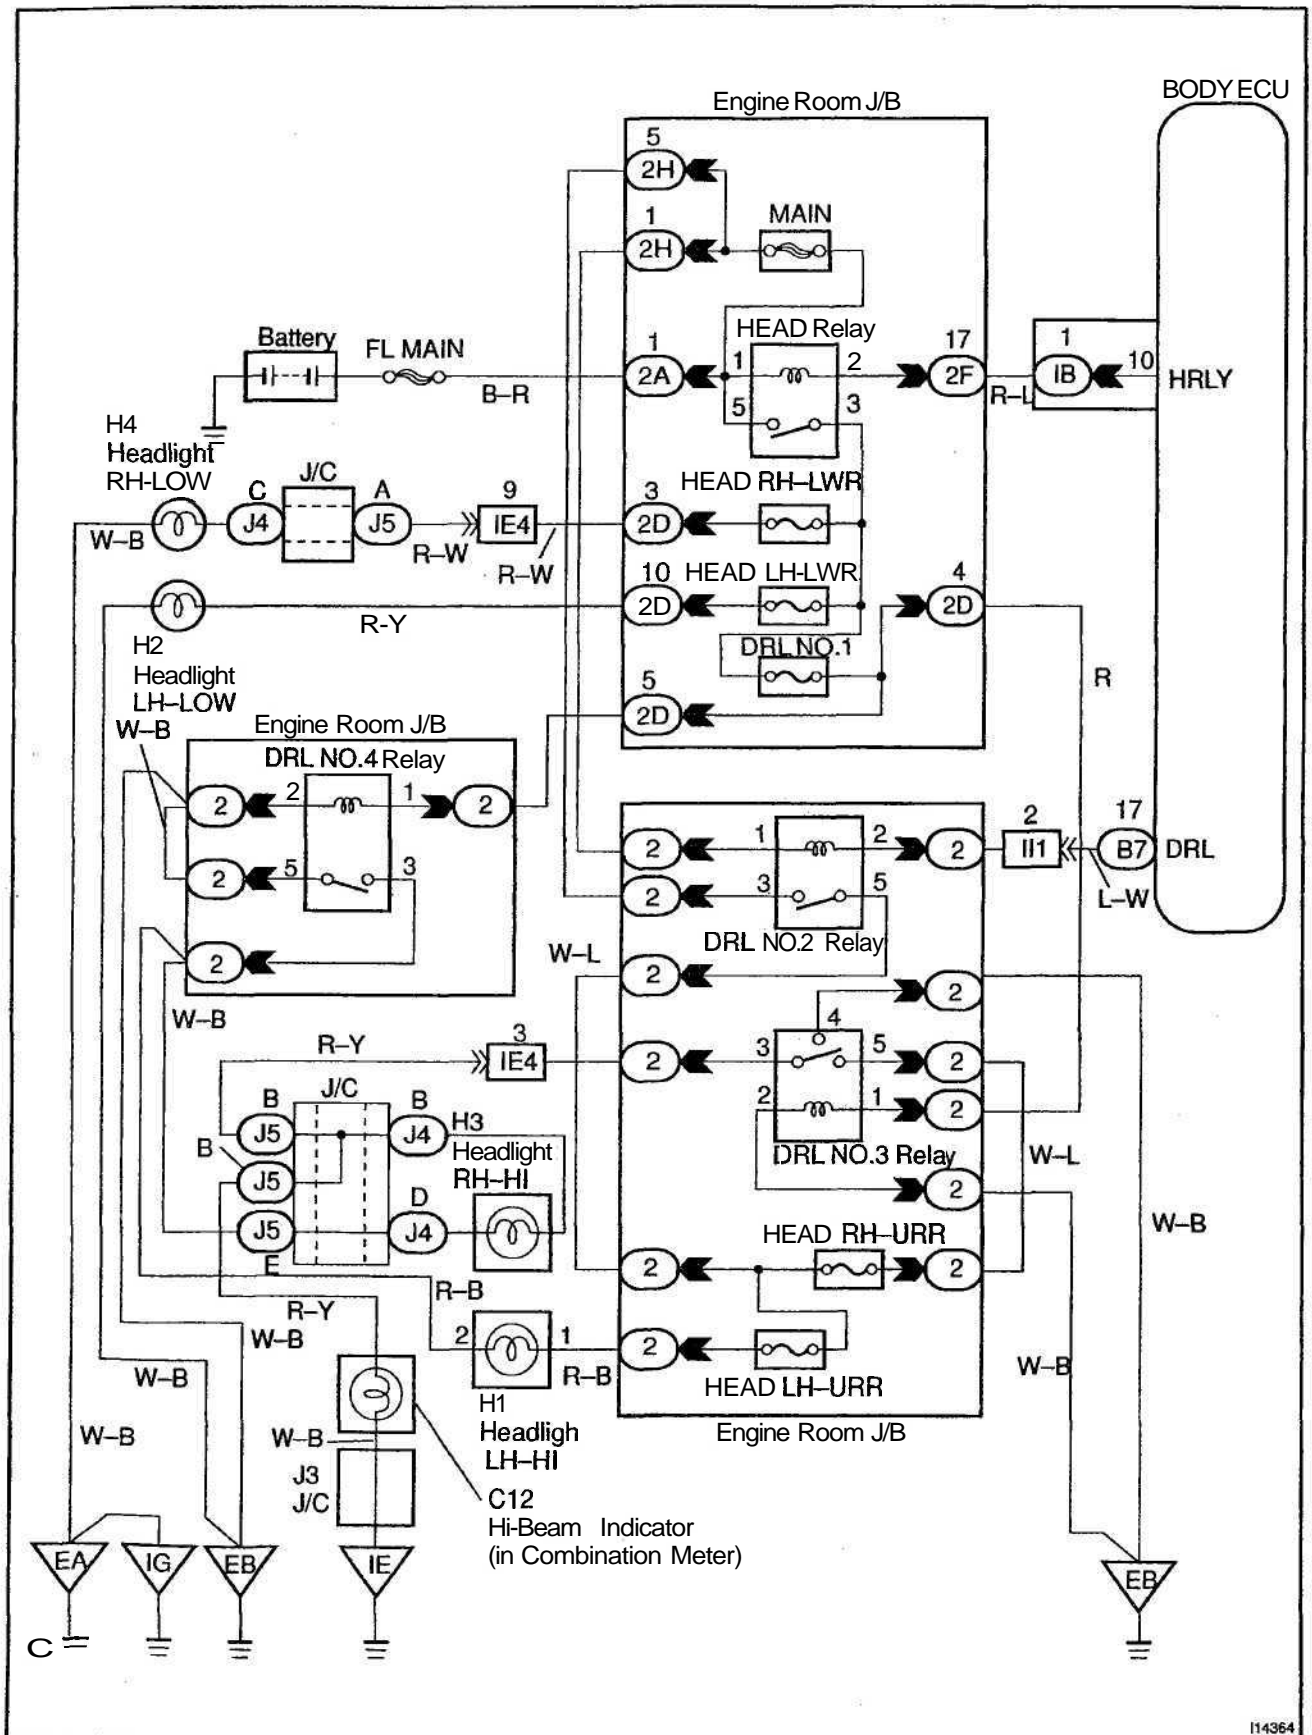 BODY ECU
Engine Room J/B
5
2H
1
2H
MAIN
Battery
FL MAIN
B–R
1
2A
HEAD Relay
1
2
5
3
17
2F
R–L
1
IB
10
HRLY
H4
Headlight
RH-LOW
W–B
C
J4
J/C
A
J5
R–W
9
IE4
R–W
3
2D
HEAD RH–LWR
10
2D
HEAD LH-LWR
4
2D
R-Y
H2
Headlight
LH–LOW
DRL NO.1
5
2D
R
W–B
Engine Room J/B
DRL NO.4 Relay
2
2
1
2
2
5
3
2
W–B
2
1
2
2
2
II1
17
B7
DRL
L–W
2
3
5
DRL NO.2 Relay
W–L
2
2
4
R–Y
3
IE4
2
3
5
2
2
1
2
DRL NO.3 Relay
W–L
2
J/C
B
J5
B
J4
H3
Headlight
RH–HI
B
J5
D
J4
J5
E
W–B
HEAD RH–URR
2
2
R–B
R–Y
W–B
2
1
R–B
2
HEAD LH–URR
W–B
Engine Room J/B
W–B
W–B
H1
Headligh
LH–HI
W–B
J3
J/C
C12
Hi-Beam Indicator
(in Combination Meter)
EA
IG
EB
IE
EB
C
I14364